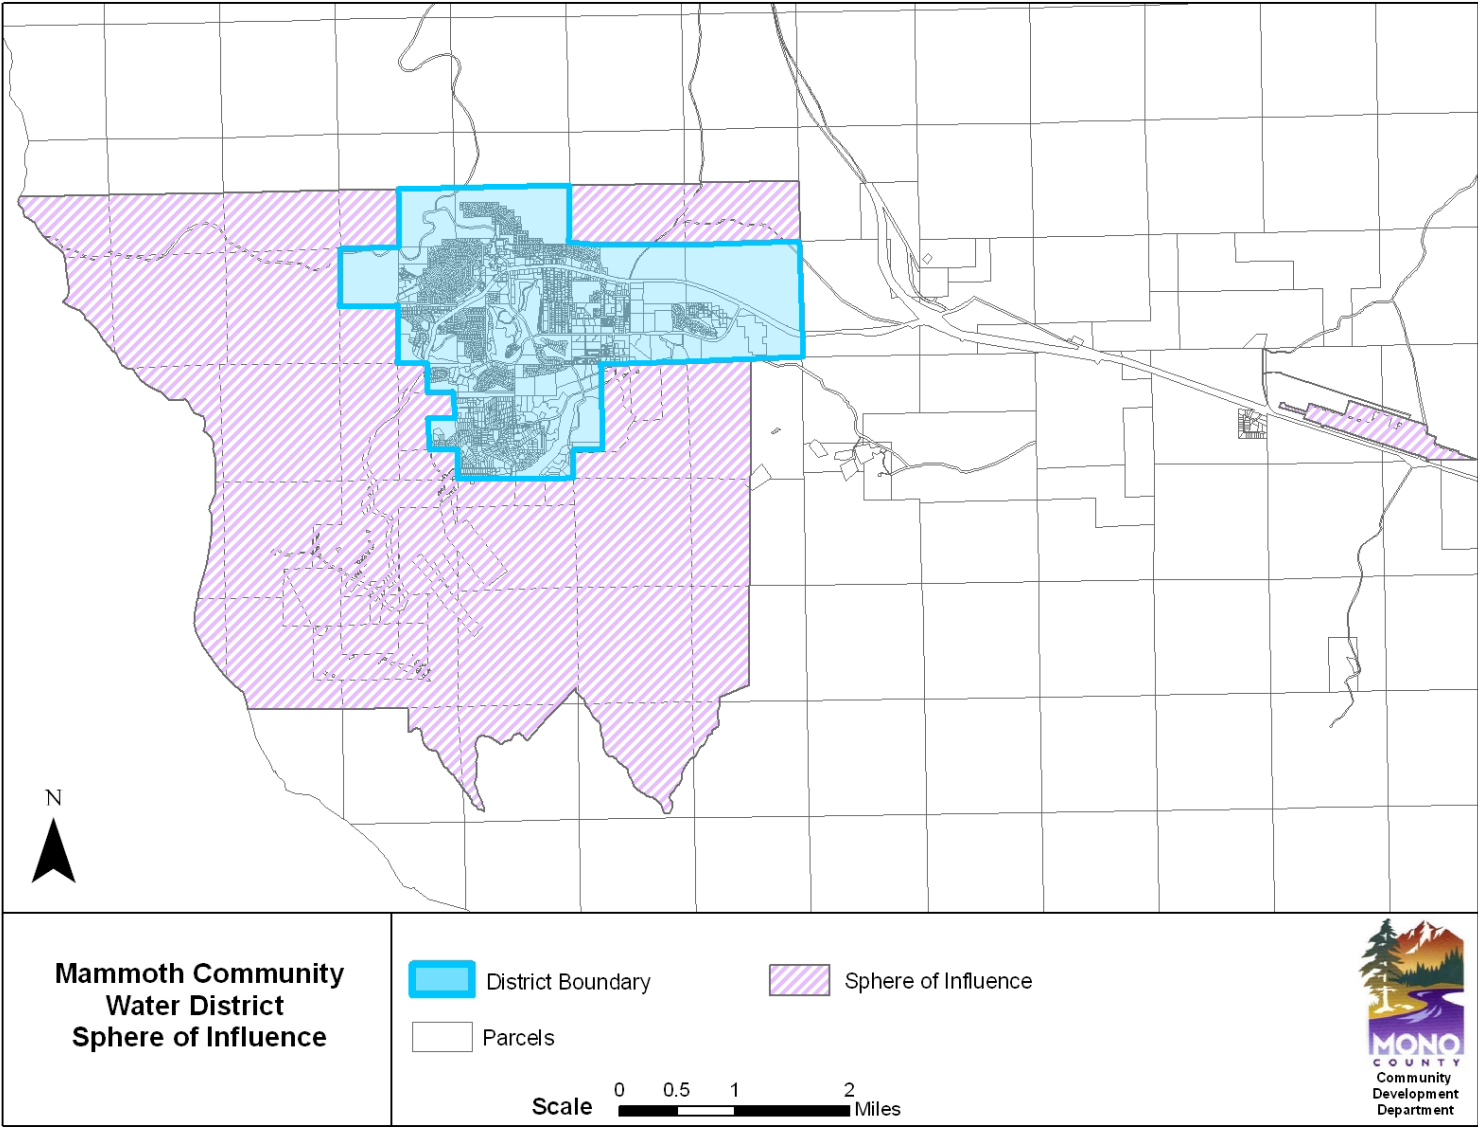 N
Mammoth Community
Water District
Sphere of Influence
District Boundary
Sphere of Influence
Parcels
Scale
0 0.5 1 2
Miles
MONO
COUNTY
Community
Development
Department